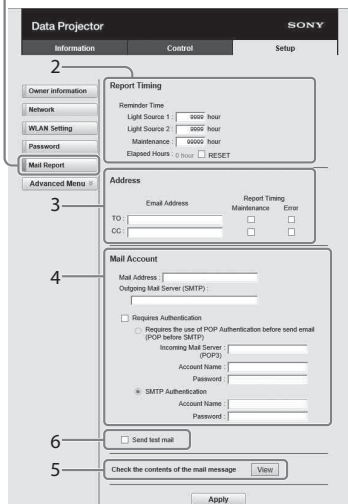 Data Projector
SONY
Information Control Setup
2
Owner information
Network
WLAN Setting
Password
Mail Report
Advanced Menu
Report Timing
Reminder Time
Light Source 1 : 9999 hour
Light Source 2 : 9999 hour
Maintenance : 99999 hour
Elapsed Hours : 0 hour RESET
3
Address
Email Address
Report Timing
Maintenance Error
TO :
CC :
4
Mail Account
Mail Address :
Outgoing Mail Server (SMTP) :
Requires Authentication
Requires the use of POP Authentication before send email
(POP before SMTP)
Incoming Mail Server :
(POP3)
Account Name :
Password :
SMTP Authentication
Account Name :
Password :
6
Send test mail
5
Check the contents of the mail message View
Apply